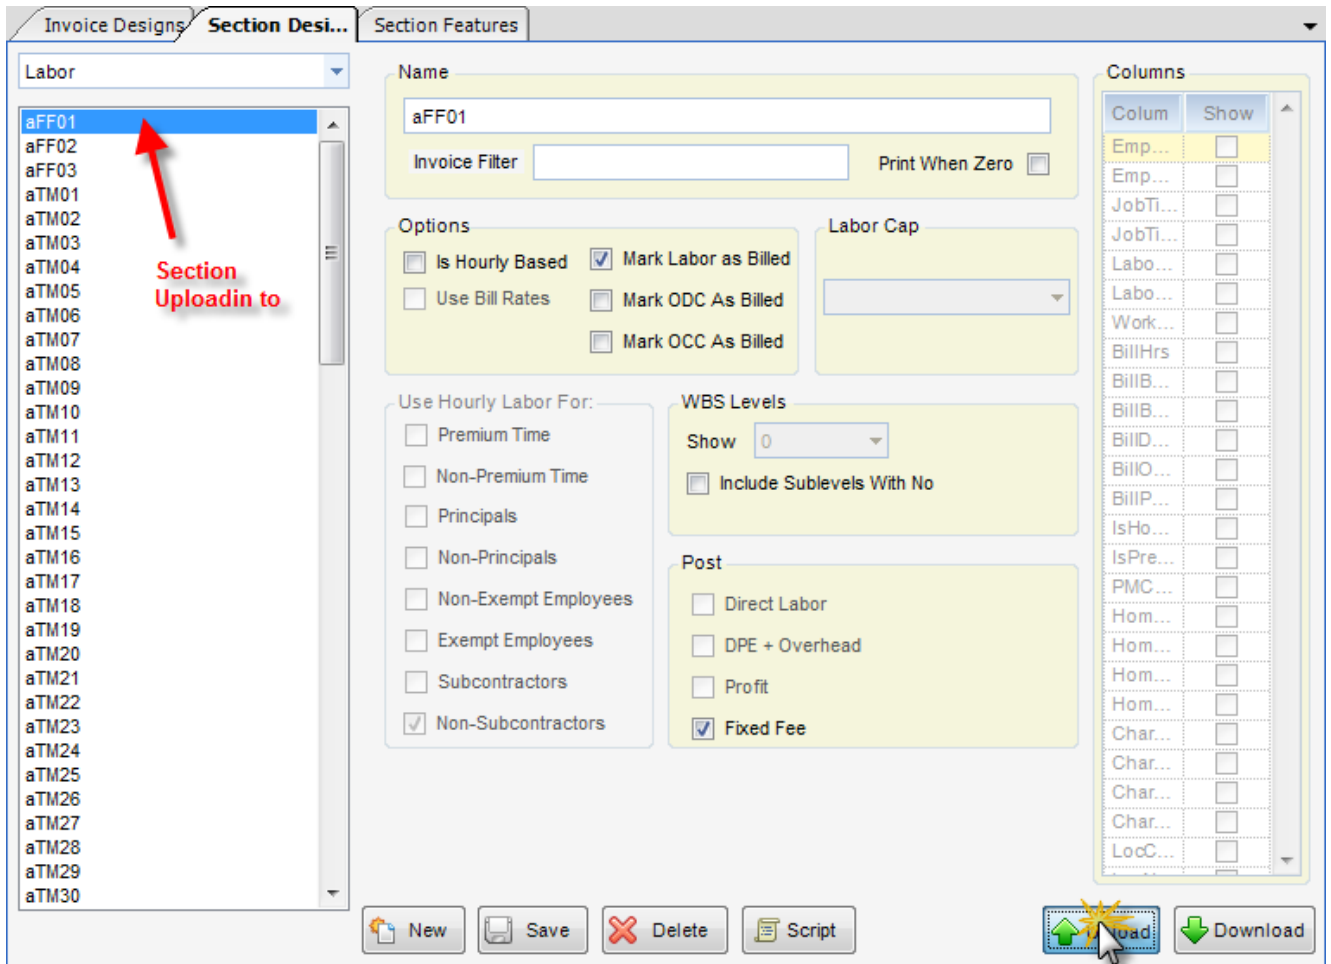 Invoice Designs Section Desi... Section Features
Labor
aFF01
aFF02
aFF03
aTM01
aTM02
aTM03
aTM04
aTM05
aTM06
aTM07
aTM08
aTM09
aTM10
aTM11
aTM12
aTM13
aTM14
aTM15
aTM16
aTM17
aTM18
aTM19
aTM20
aTM21
aTM22
aTM23
aTM24
aTM25
aTM26
aTM27
aTM28
aTM29
aTM30
Section
Uploadin to
Name
aFF01
Invoice Filter Print When Zero
Options
Is Hourly Based Mark Labor as Billed
Use Bill Rates Mark ODC As Billed
Mark OCC As Billed
Labor Cap
Use Hourly Labor For:
Premium Time
Non-Premium Time
Principals
Non-Principals
Non-Exempt Employees
Exempt Employees
Subcontractors
Non-Subcontractors
WBS Levels
Show 0
Include Sublevels With No
Post
Direct Labor
DPE + Overhead
Profit
Fixed Fee
Columns
Colum Show
Emp...
Emp...
JobTi...
JobTi...
Labo...
Labo...
Work...
BillHrs
BillB...
BillB...
BillD...
BillO...
BillP...
IsHo...
IsPre...
PMC...
Hom...
Hom...
Hom...
Hom...
Char...
Char...
Char...
Char...
LocC...
New Save Delete Script Download